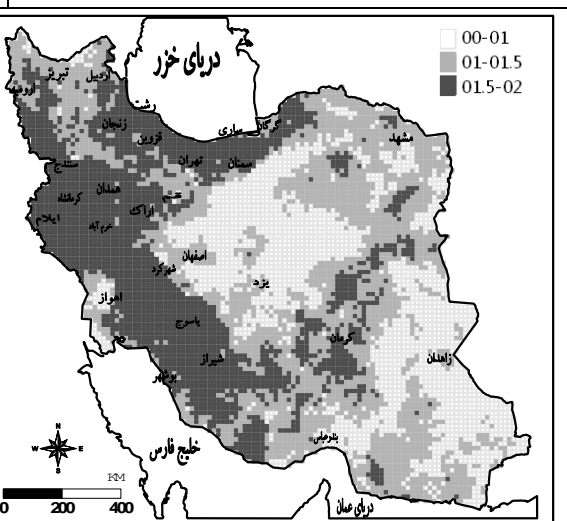 دریای خزر
00-01
01-01.5
01.5-02
تبریز
اردبیل
ارومیه
رشت
زنجان
قزوین
ساری
گرگان
مشهد
سنندج
تهران
سمنان
همدان
کرمانشاه
قم
اراک
ایلام
خرم آباد
اصفهان
شهرکرد
یزد
اهواز
یاسوج
کرمان
زاهدان
شیراز
بوشهر
بندرعباس
خلیج فارس
دریای عمان
N
W E
S
KM
0 200 400